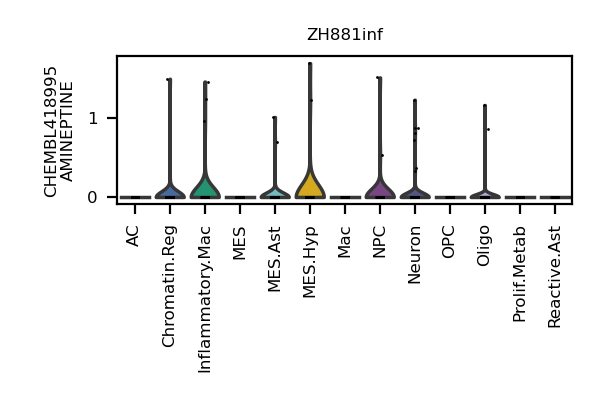 ZH881inf
CHEMBL418995
AMINEPTINE
1
0
AC
Chromatin.Reg
Inflammatory.Mac
MES
MES.Ast
MES.Hyp
Mac
NPC
Neuron
OPC
Oligo
Prolif.Metab
Reactive.Ast